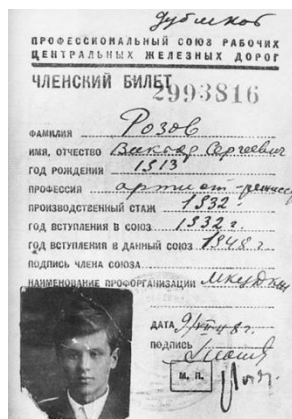 Дубликат
ПРОФЕССИОНАЛЬНЫЙ СОЮЗ РАБОЧИХ
ЦЕНТРАЛЬНЫХ ЖЕЛЕЗНЫХ ДОРОГ
ЧЛЕНСКИЙ БИЛЕТ
2993816
ФАМИЛИЯ Розов
ИМЯ, ОТЧЕСТВО Виктор Сергеевич
ГОД РОЖДЕНИЯ 1913
ПРОФЕССИЯ артист-
ПРОИЗВОДСТВЕННЫЙ СТАЖ 1932
ГОД ВСТУПЛЕНИЯ В СОЮЗ 1932 г.
ГОД ВСТУПЛЕНИЯ В ДАННЫЙ СОЮЗ 1948 г
ПОДПИСЬ ЧЛЕНА СОЮЗА
НАИМЕНОВАНИЕ ПРОФОРГАНИЗАЦИИ
ДАТА
ПОДПИСЬ
М. П.